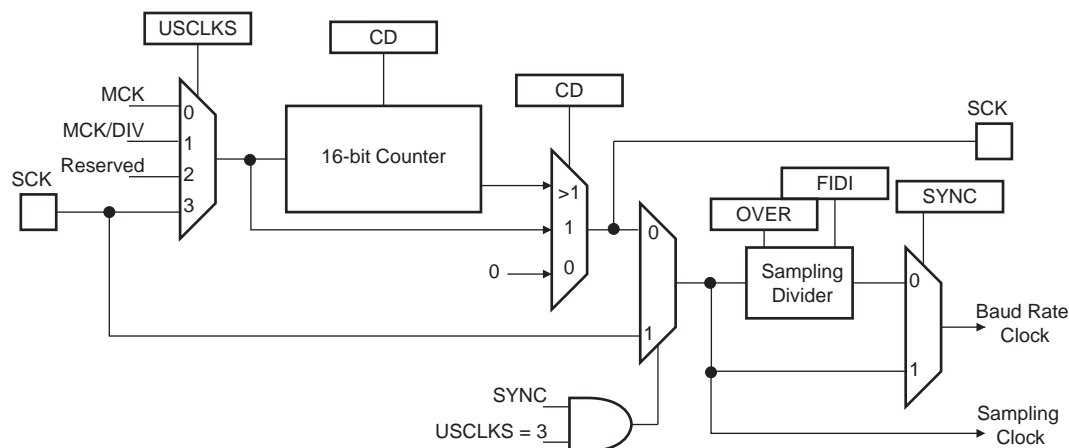 USCLKS
CD
CD
MCK
0
MCK/DIV
1
Reserved
2
SCK
3
16-bit Counter
SCK
>1
1
0
0
FIDI
OVER
SYNC
0
1
Sampling
Divider
0
1
Baud Rate
Clock
SYNC
USCLKS = 3
Sampling
Clock